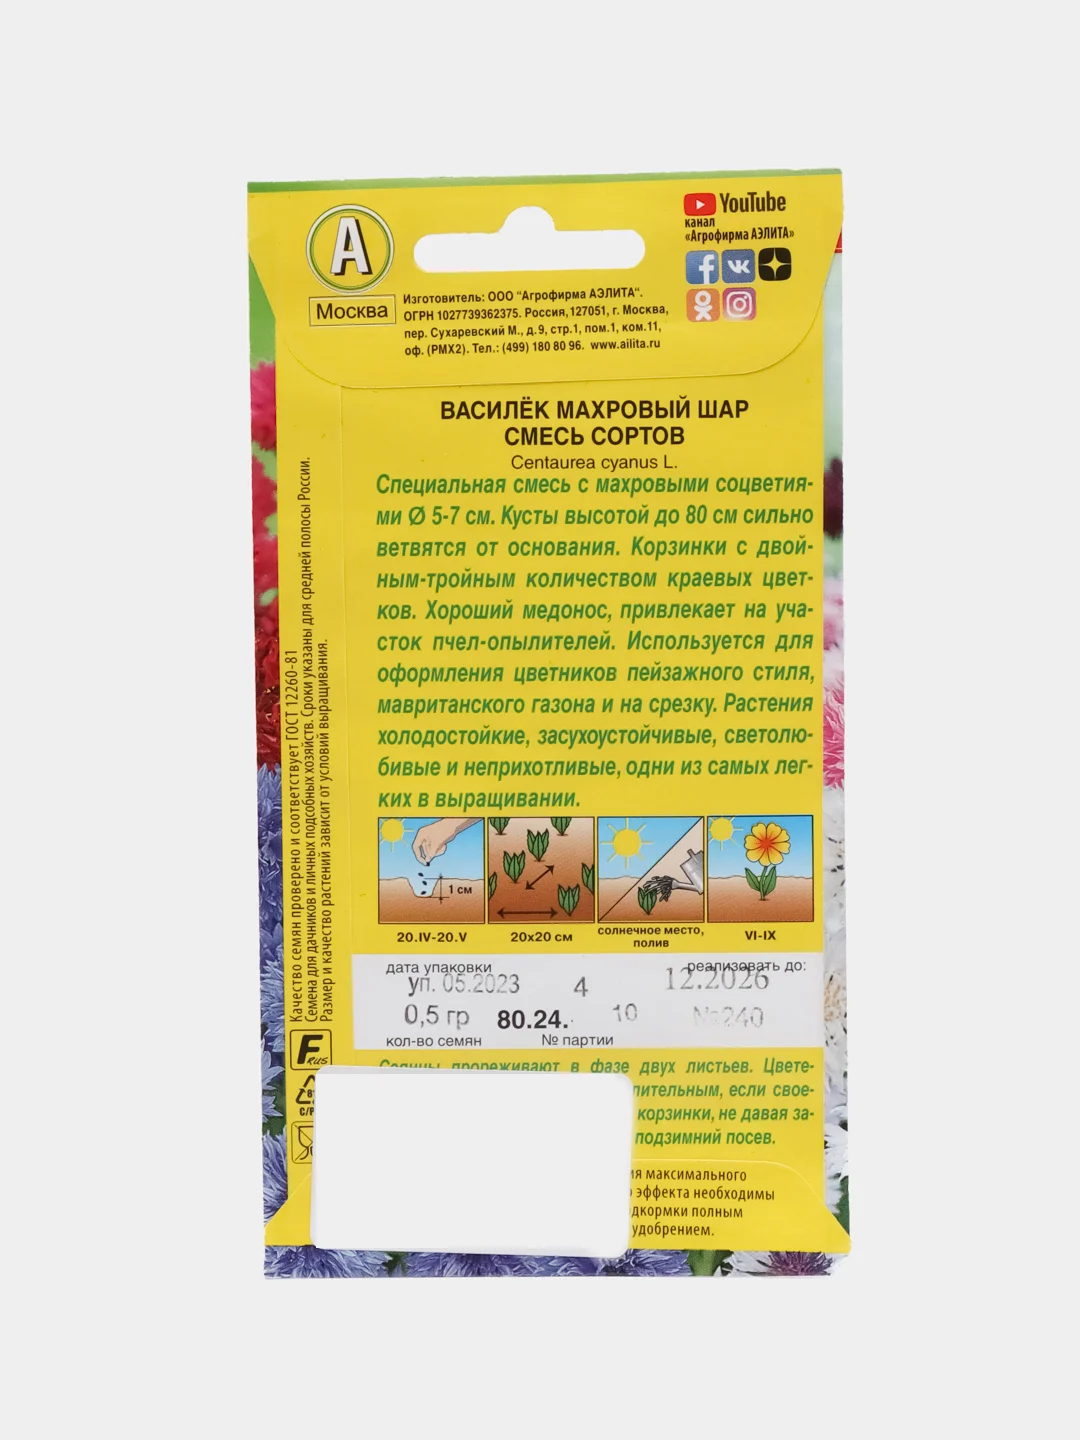 YouTube
канал
«Агрофирма АЭЛИТА»
А
Москва
Изготовитель: ООО "Агрофирма АЭЛИТА".
ОГРН 1027739362375. Россия,127051, г. Москва,
пер. Сухаревский М., д.9, стр.1, пом.1, ком.11,
оф. (РМХ2). Тел.: (499) 180 80 96. www.ailita.ru
ВАСИЛЁК МАХРОВЫЙ ШАР
СМЕСЬ СОРТОВ
Centaurea cyanus L.
Специальная смесь с махровыми соцветия-
ми Ø 5-7 см. Кусты высотой до 80 см сильно
ветвятся от основания. Корзинки с двой-
ным-тройным количеством краевых цвет-
ков. Хороший медонос, привлекает на уча-
сток пчел-опылителей. Используется для
оформления цветников пейзажного стиля,
мавританского газона и на срезку. Растения
холодостойкие, засухоустойчивые, светолю-
бивые и неприхотливые, одни из самых лег-
ких в выращивании.
1 см
20.IV-20.V
20х20 см
солнечное место,
полив
VI-IX
дата упаковки
реализовать до:
уп. 05.2023 4 12.2026
0,5 гр 80.24. 10 №240
кол-во семян № партии
Сеянцы прореживают в фазе двух листьев. Цвете-
лительным, если свое-
корзинки, не давая за-
подзимний посев.
ия максимального
эффекта необходимы
дкормки полным
удобрением.
Качество семян проверено и соответствует ГОСТ 12260-81
Семена для дачников и личных подсобных хозяйств. Сроки указаны для средней полосы России.
Размер и качество растений зависит от условий выращивания.
F RUS